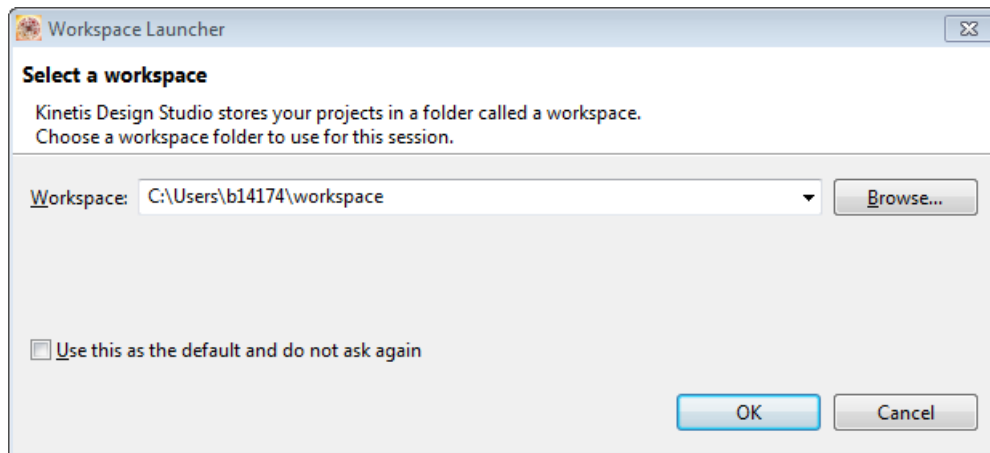 Workspace Launcher
Select a workspace
Kinetis Design Studio stores your projects in a folder called a workspace.
Choose a workspace folder to use for this session.
Workspace: C:\Users\b14174\workspace Browse...
Use this as the default and do not ask again
OK Cancel